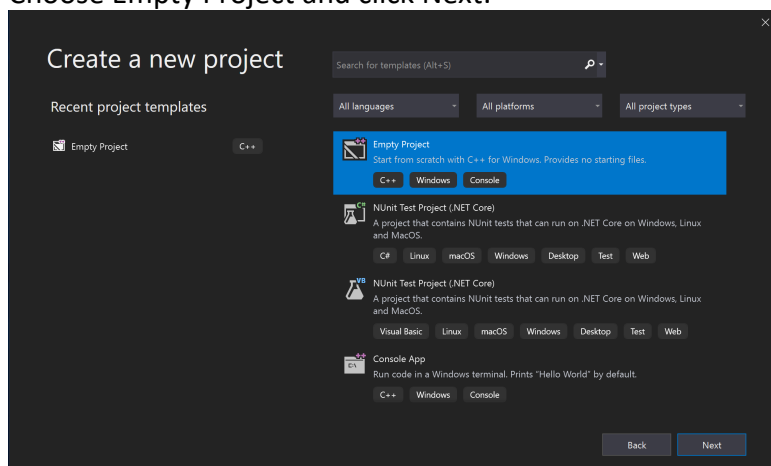 Choose Empty Project and click Next.
Create a new project
Search for templates (Alt+S)
Recent project templates
All languages
All platforms
All project types
Empty Project
C++
Empty Project
Start from scratch with C++ for Windows. Provides no starting files.
C++ Windows Console
NUnit Test Project (.NET Core)
A project that contains NUnit tests that can run on .NET Core on Windows, Linux
and MacOS.
C# Linux macOS Windows Desktop Test Web
NUnit Test Project (.NET Core)
A project that contains NUnit tests that can run on .NET Core on Windows, Linux
and MacOS.
Visual Basic Linux macOS Windows Desktop Test Web
Console App
Run code in a Windows terminal. Prints "Hello World" by default.
C++ Windows Console
Back
Next